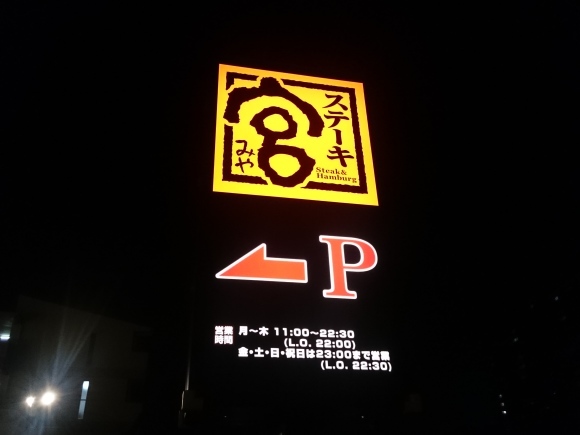 ステーキ
宮
みや
Steak&
Hamburg
P
営業時間 月～木 11:00～22:30
(L.O. 22:00)
金・土・日・祝日は23:00まで営業
(L.O. 22:30)